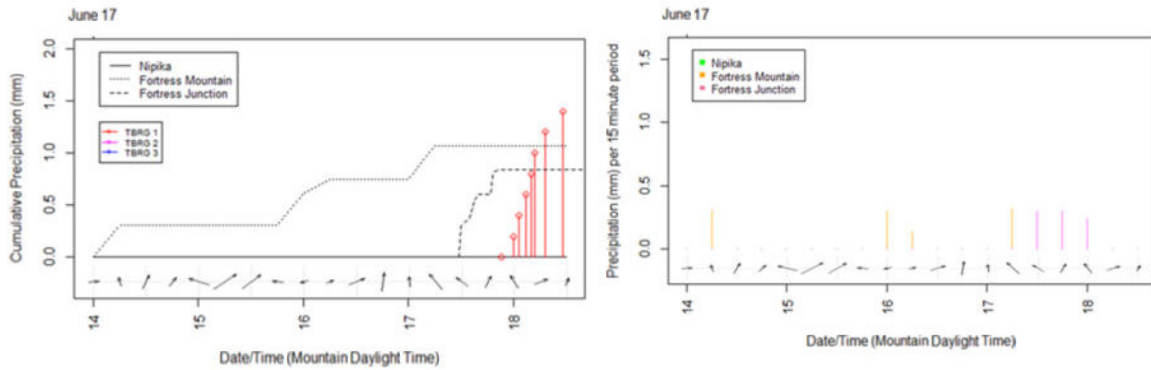 June 17
Cumulative Precipitation (mm)
2.0
1.5
1.0
0.5
0.0
Nipika
Fortress Mountain
Fortress Junction
TBRG 1
TBRG 2
TBRG 3
14
15
16
17
18
Date/Time (Mountain Daylight Time)
June 17
Precipitation (mm) per 15 minute period
1.5
1.0
0.5
0.0
Nipika
Fortress Mountain
Fortress Junction
14
15
16
17
18
Date/Time (Mountain Daylight Time)